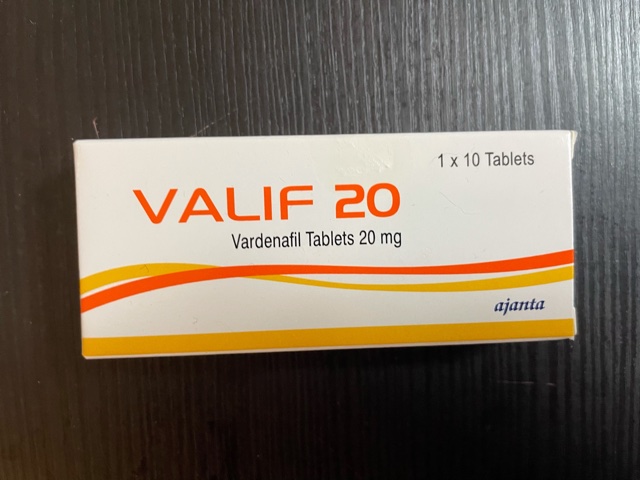 1 x 10 Tablets
VALIF 20
Vardenafil Tablets 20 mg
ajanta